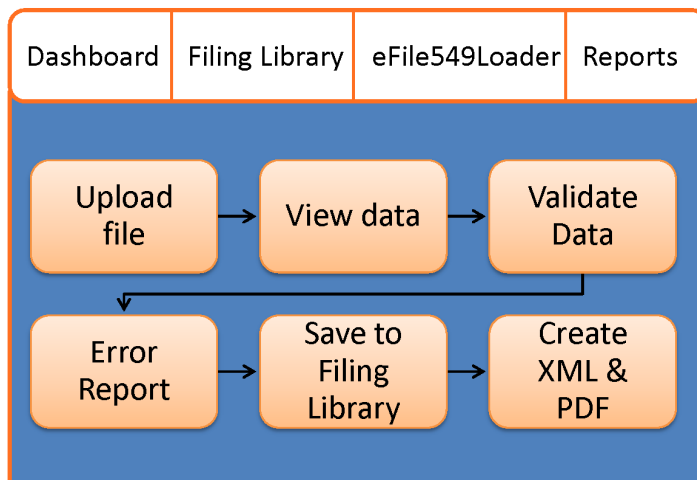 Dashboard
Filing Library
eFile549Loader
Reports
Upload
file
View data
Validate
Data
Error
Report
Save to
Filing
Library
Create
XML &
PDF